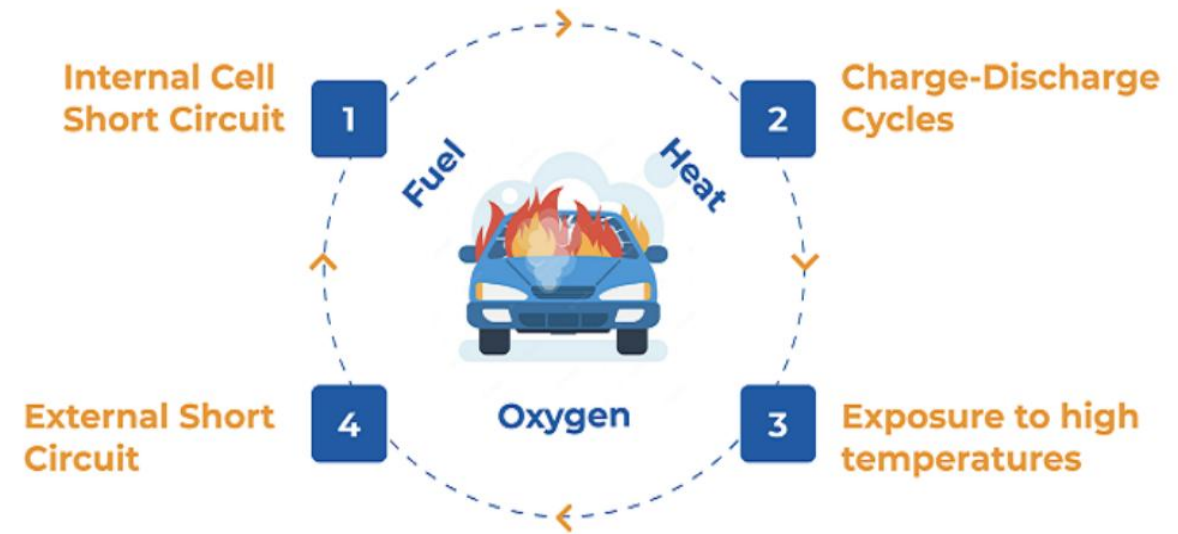 Internal Cell
Short Circuit
1
2
Charge-Discharge
Cycles
Fuel
Heat
External Short
Circuit
4
Oxygen
3
Exposure to high
temperatures